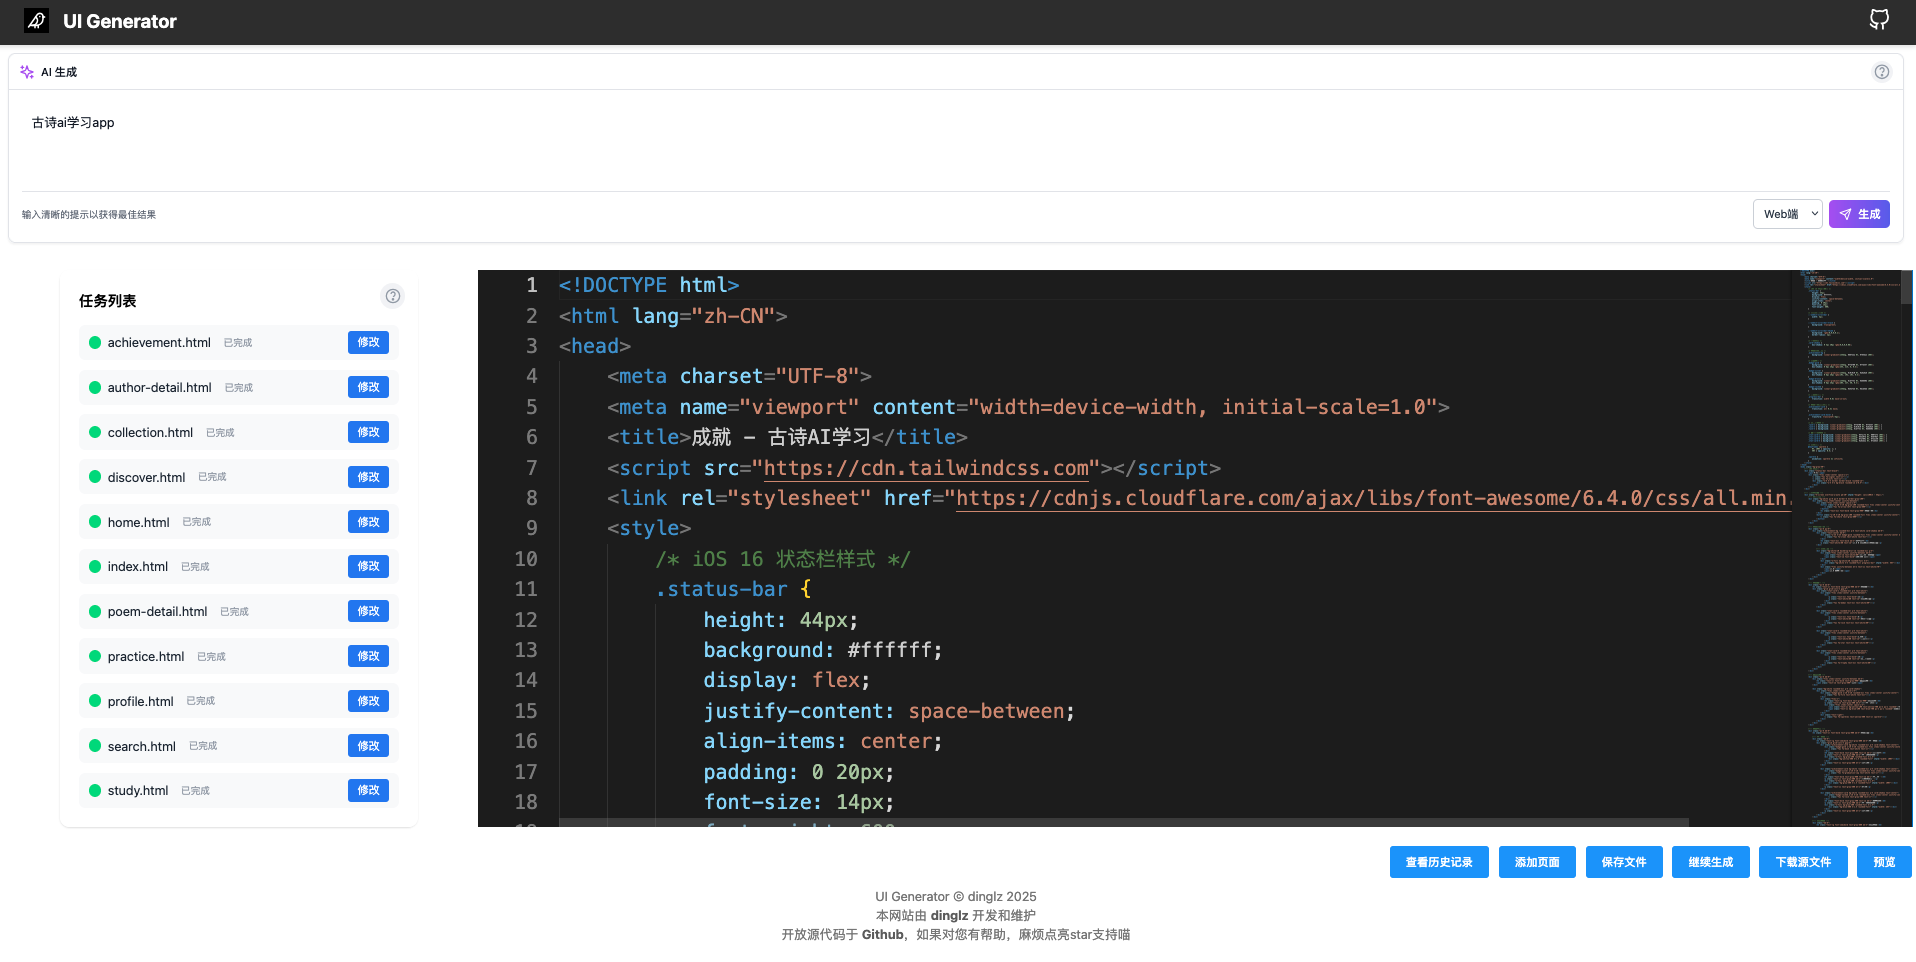 UI Generator
AI 生成
古诗ai学习app
输入清晰的提示以获得最佳结果
Web端
生成
任务列表
achievement.html 已完成 修改
author-detail.html 已完成 修改
collection.html 已完成 修改
discover.html 已完成 修改
home.html 已完成 修改
index.html 已完成 修改
poem-detail.html 已完成 修改
practice.html 已完成 修改
profile.html 已完成 修改
search.html 已完成 修改
study.html 已完成 修改
1 <!DOCTYPE html>
2 <html lang="zh-CN">
3 <head>
4 <meta charset="UTF-8">
5 <meta name="viewport" content="width=device-width, initial-scale=1.0">
6 <title>成就 - 古诗AI学习</title>
7 <script src="https://cdn.tailwindcss.com"></script>
8 <link rel="stylesheet" href="https://cdnjs.cloudflare.com/ajax/libs/font-awesome/6.4.0/css/all.min.
9 <style>
10 /* iOS 16 状态栏样式 */
11 .status-bar {
12 height: 44px;
13 background: #ffffff;
14 display: flex;
15 justify-content: space-between;
16 align-items: center;
17 padding: 0 20px;
18 font-size: 14px;
查看历史记录 添加页面 保存文件 继续生成 下载源文件 预览
UI Generator © dinglz 2025
本网站由 dinglz 开发和维护
开放源代码于 Github，如果对您有帮助，麻烦点亮star支持喵